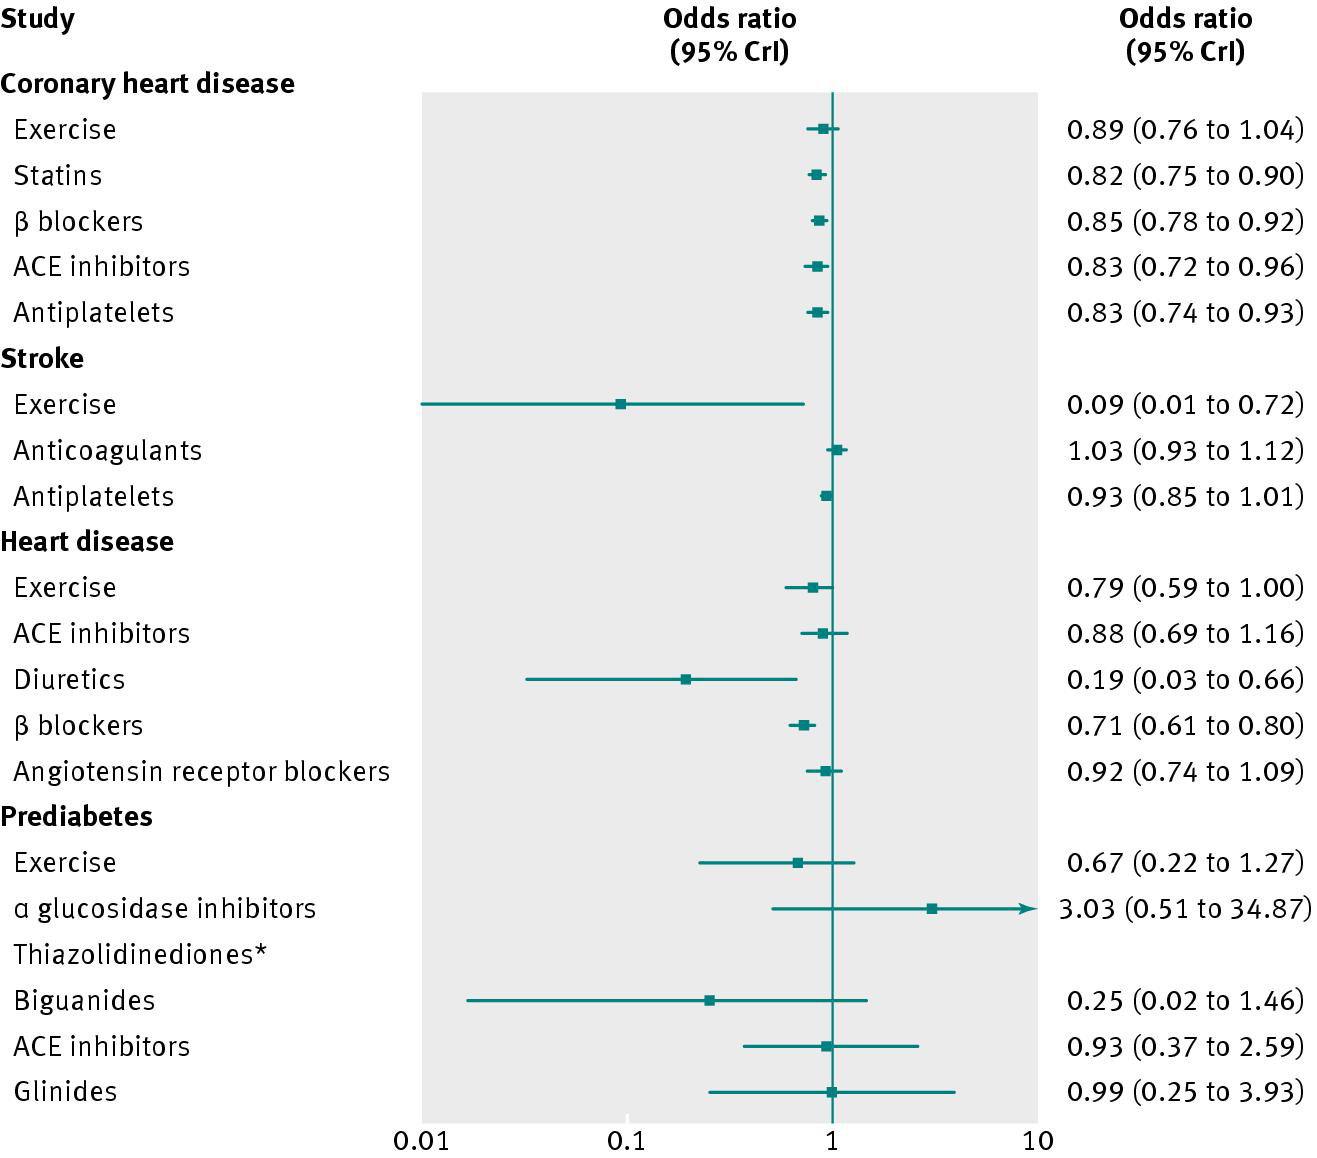 Study Odds ratio Odds ratio
(95% CrI) (95% CrI)
Coronary heart disease
Exercise 0.89 (0.76 to 1.04)
Statins 0.82 (0.75 to 0.90)
β blockers 0.85 (0.78 to 0.92)
ACE inhibitors 0.83 (0.72 to 0.96)
Antiplatelets 0.83 (0.74 to 0.93)
Stroke
Exercise 0.09 (0.01 to 0.72)
Anticoagulants 1.03 (0.93 to 1.12)
Antiplatelets 0.93 (0.85 to 1.01)
Heart disease
Exercise 0.79 (0.59 to 1.00)
ACE inhibitors 0.88 (0.69 to 1.16)
Diuretics 0.19 (0.03 to 0.66)
β blockers 0.71 (0.61 to 0.80)
Angiotensin receptor blockers 0.92 (0.74 to 1.09)
Prediabetes
Exercise 0.67 (0.22 to 1.27)
α glucosidase inhibitors 3.03 (0.51 to 34.87)
Thiazolidinediones*
Biguanides 0.25 (0.02 to 1.46)
ACE inhibitors 0.93 (0.37 to 2.59)
Glinides 0.99 (0.25 to 3.93)
0.01 0.1 1 10